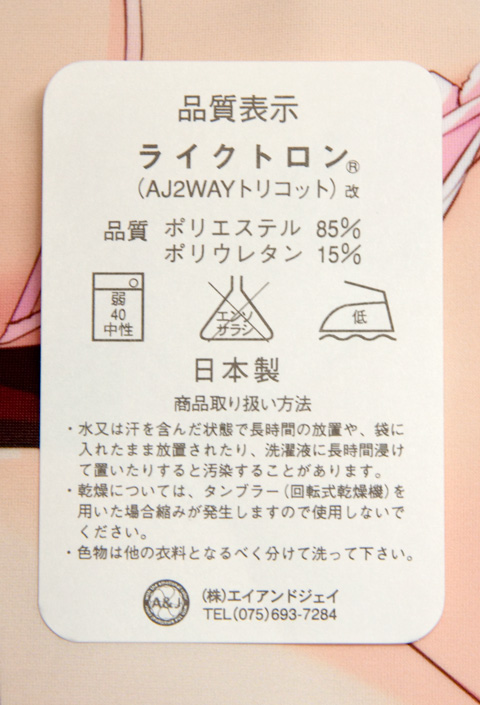 品質表示
ライクトロン®
（AJ2WAYトリコット）改
品質 ポリエステル 85％
ポリウレタン 15％
弱
40
中性
エンソ
サラシ
低
日本製
商品取り扱い方法
・水又は汗を含んだ状態で長時間の放置や、袋に
入れたまま放置されたり、洗濯液に長時間浸け
て置いたりすると汚染することがあります。
・乾燥については、タンブラー（回転式乾燥機）を
用いた場合縮みが発生しますので使用しないで
ください。
・色物は他の衣料となるべく分けて洗って下さい。
A&J
（株）エイアンドジェイ
TEL（075）693-7284